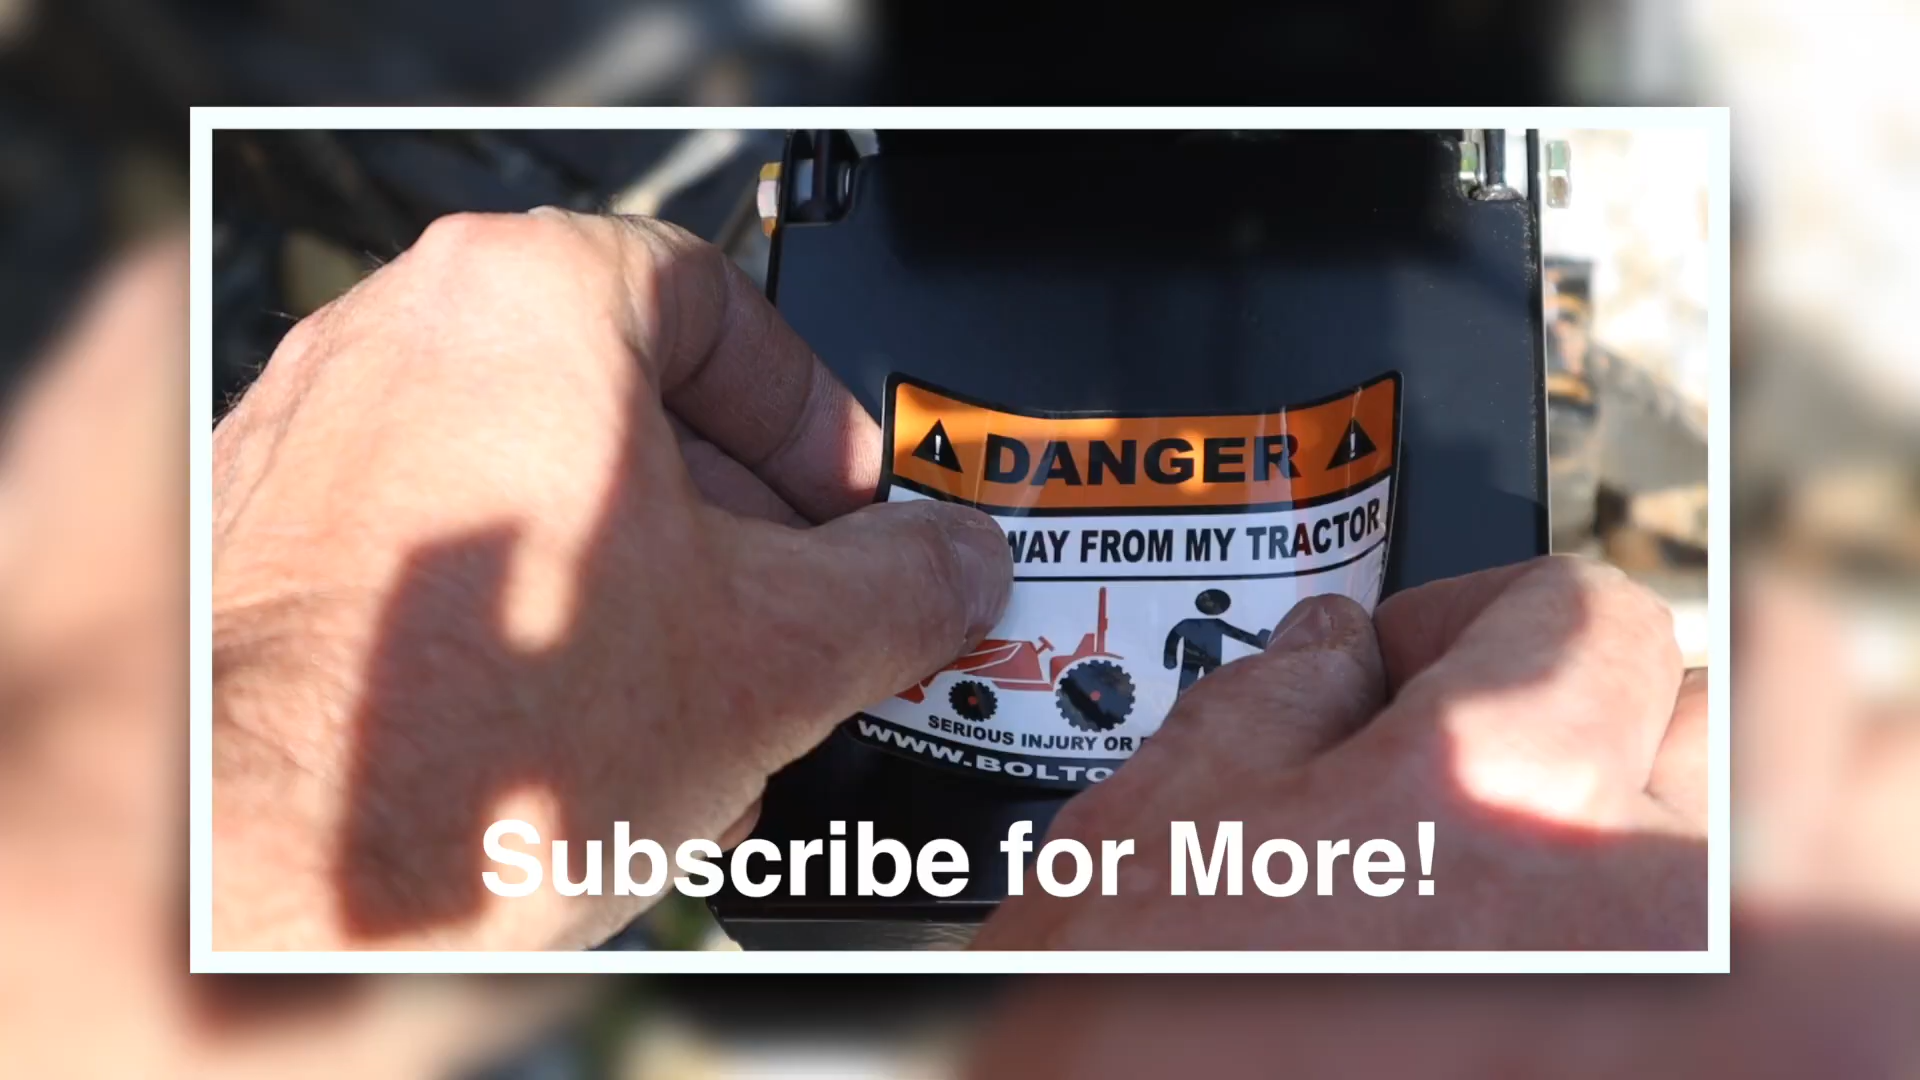 DANGER
WAY FROM MY TRACTOR
SERIOUS INJURY OR
WWW.BOLTO
Subscribe for More!